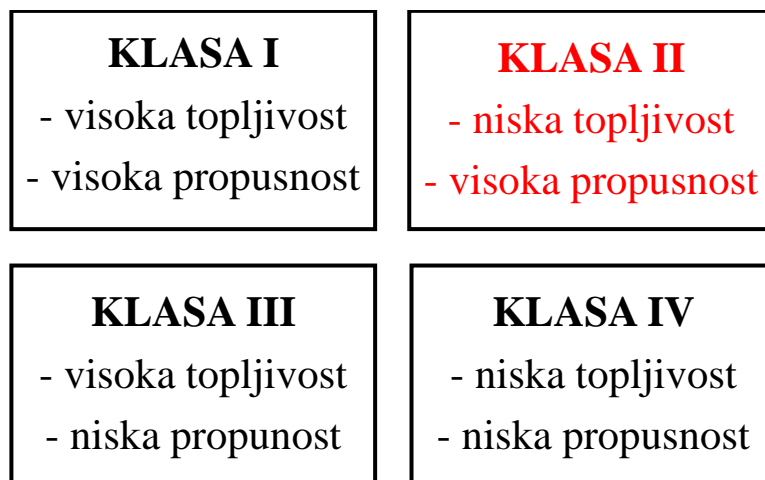 KLASA I
- visoka topljivost
- visoka propusnost
KLASA II
- niska topljivost
- visoka propusnost
KLASA III
- visoka topljivost
- niska propunost
KLASA IV
- niska topljivost
- niska propusnost